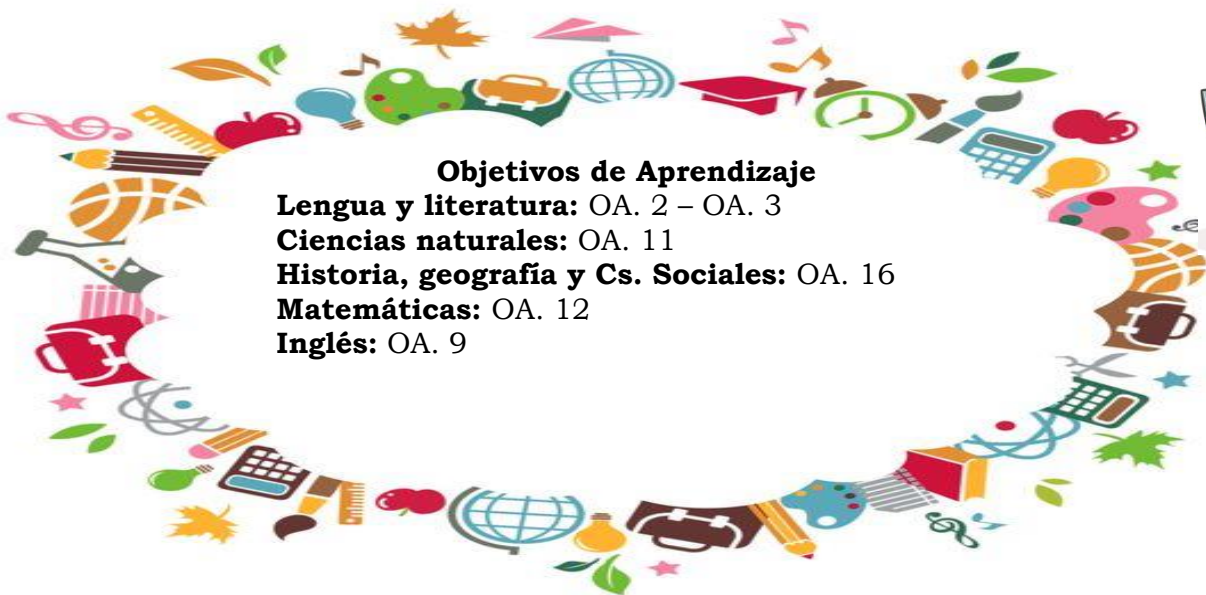 Objetivos de Aprendizaje
Lengua y literatura: OA. 2 – OA. 3
Ciencias naturales: OA. 11
Historia, geografía y Cs. Sociales: OA. 16
Matemáticas: OA. 12
Inglés: OA. 9